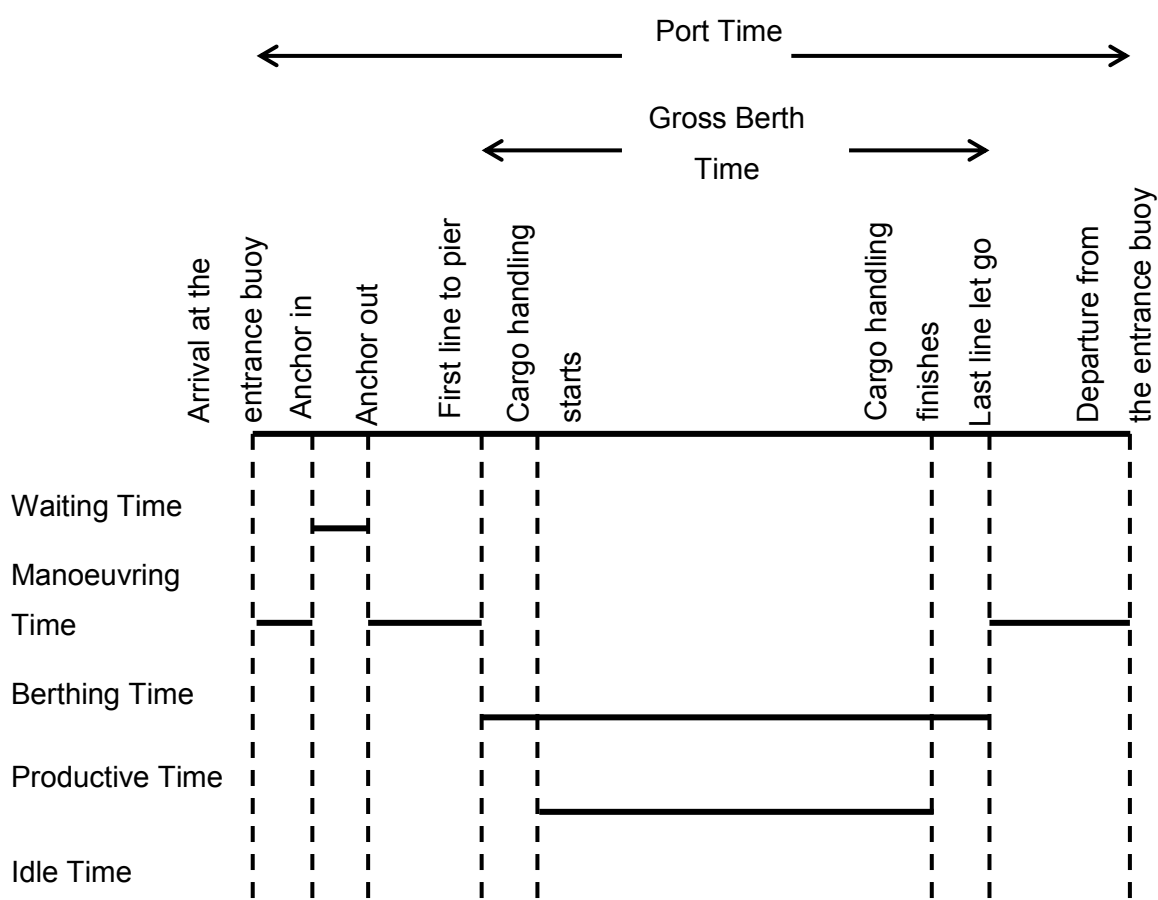 Port Time
Gross Berth
Time
Arrival at the
entrance buoy
Anchor in
Anchor out
First line to pier
Cargo handling
starts
Cargo handling
finishes
Last line let go
Departure from
the entrance buoy
Waiting Time
Manoeuvring
Time
Berthing Time
Productive Time
Idle Time